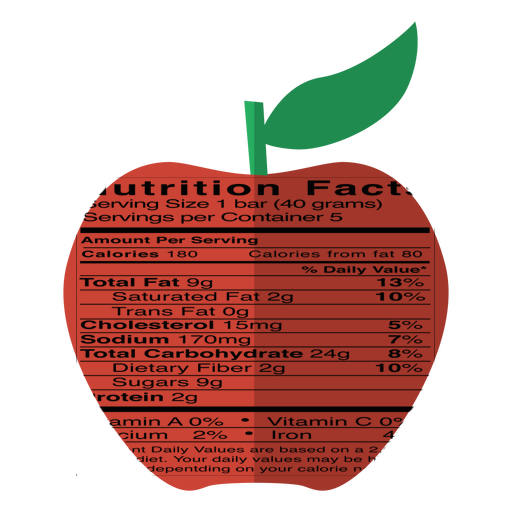 utrition Facts
Serving Size 1 bar (40 grams)
Servings per Container 5
Amount Per Serving
Calories 180 Calories from fat 80
% Daily Value*
Total Fat 9g 13%
Saturated Fat 2g 10%
Trans Fat 0g
Cholesterol 15mg 5%
Sodium 170mg 7%
Total Carbohydrate 24g 8%
Dietary Fiber 2g 10%
Sugars 9g
rotein 2g
amin A 0% • Vitamin C 0%
cium 2% • Iron 4
nt Daily Values are based on a 2
diet. Your daily values may be h
depentding on your calorie n